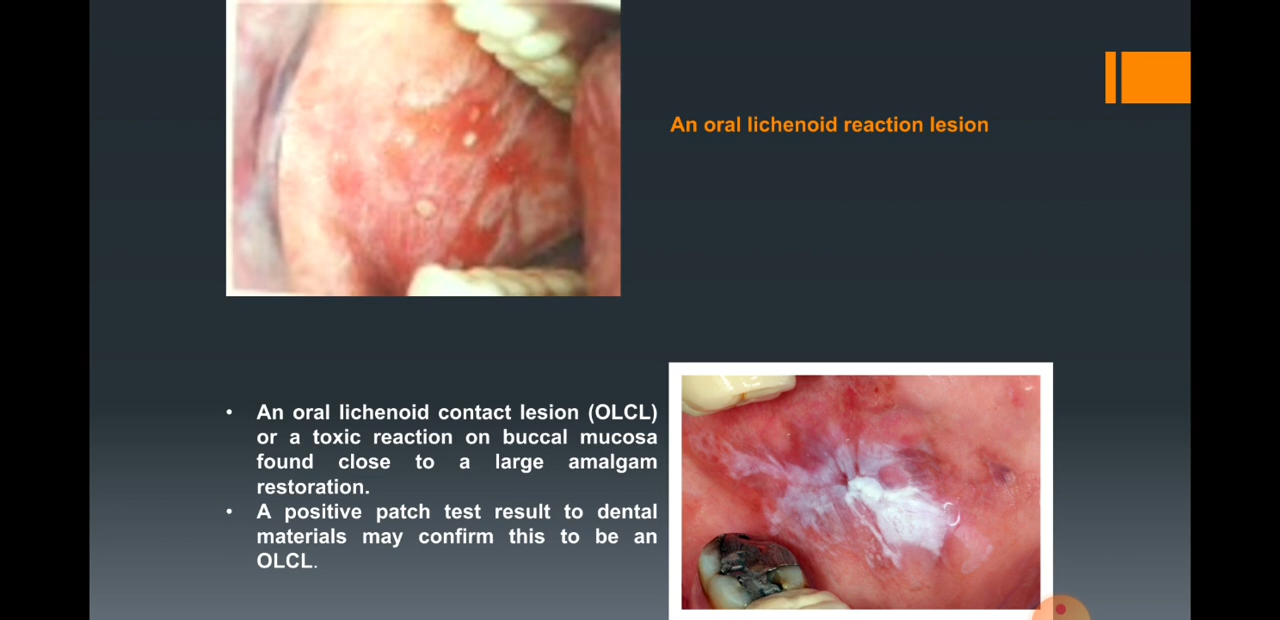 An oral lichenoid reaction lesion
• An oral lichenoid contact lesion (OLCL)
or a toxic reaction on buccal mucosa
found close to a large amalgam
restoration.
• A positive patch test result to dental
materials may confirm this to be an
OLCL.